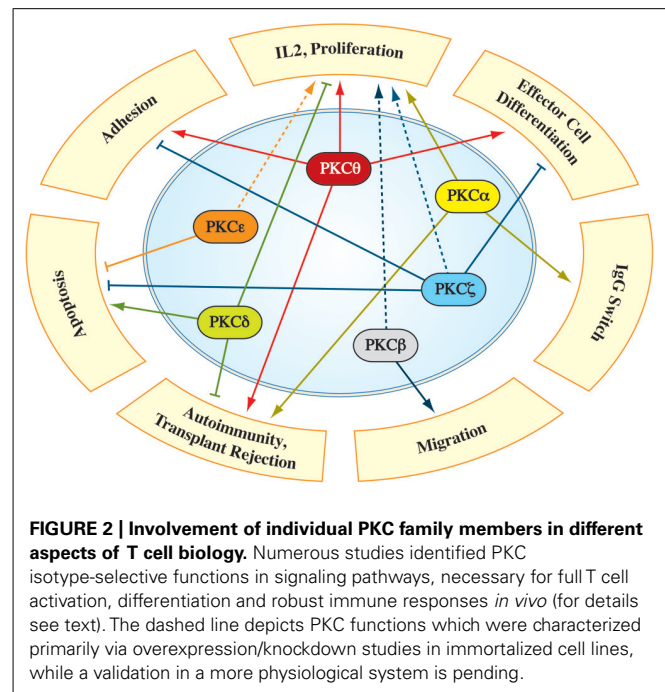 IL2, Proliferation
Adhesion
Effector Cell
Differentiation
PKCθ
PKCα
PKCε
Apoptosis
IgG Switch
PKCζ
PKCδ
PKCβ
Autoimmunity,
Transplant Rejection
Migration
FIGURE 2 | Involvement of individual PKC family members in different
aspects of T cell biology. Numerous studies identified PKC
isotype-selective functions in signaling pathways, necessary for full T cell
activation, differentiation and robust immune responses in vivo (for details
see text). The dashed line depicts PKC functions which were characterized
primarily via overexpression/knockdown studies in immortalized cell lines,
while a validation in a more physiological system is pending.